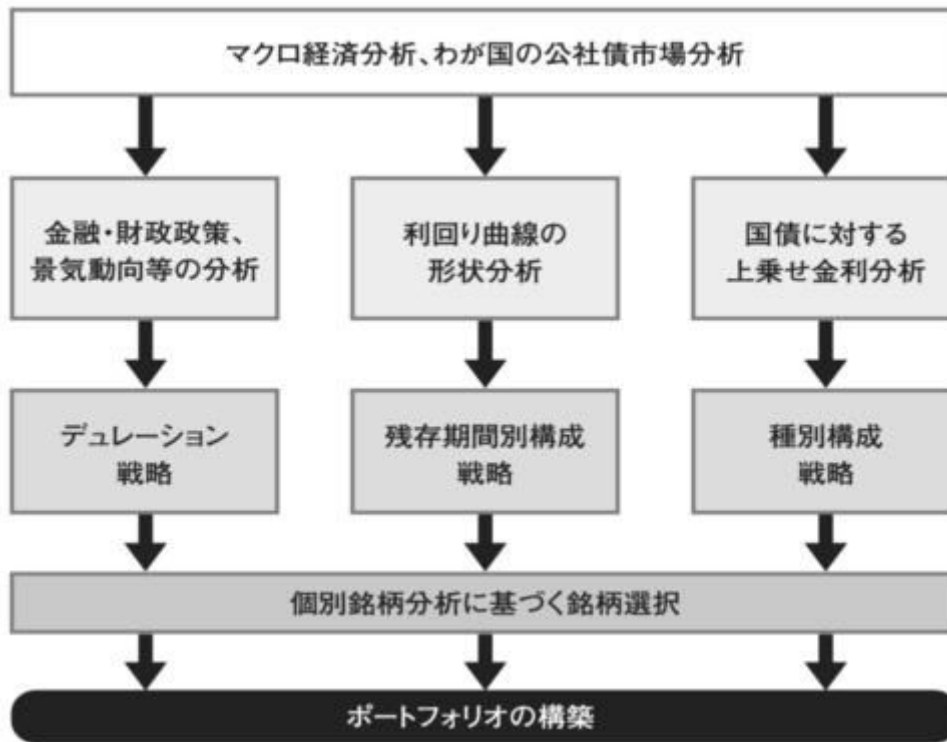 マクロ経済分析、わが国の公社債市場分析
金融・財政政策、
景気動向等の分析
利回り曲線の
形状分析
国債に対する
上乗せ金利分析
デュレーション
戦略
残存期間別構成
戦略
種別構成
戦略
個別銘柄分析に基づく銘柄選択
ポートフォリオの構築